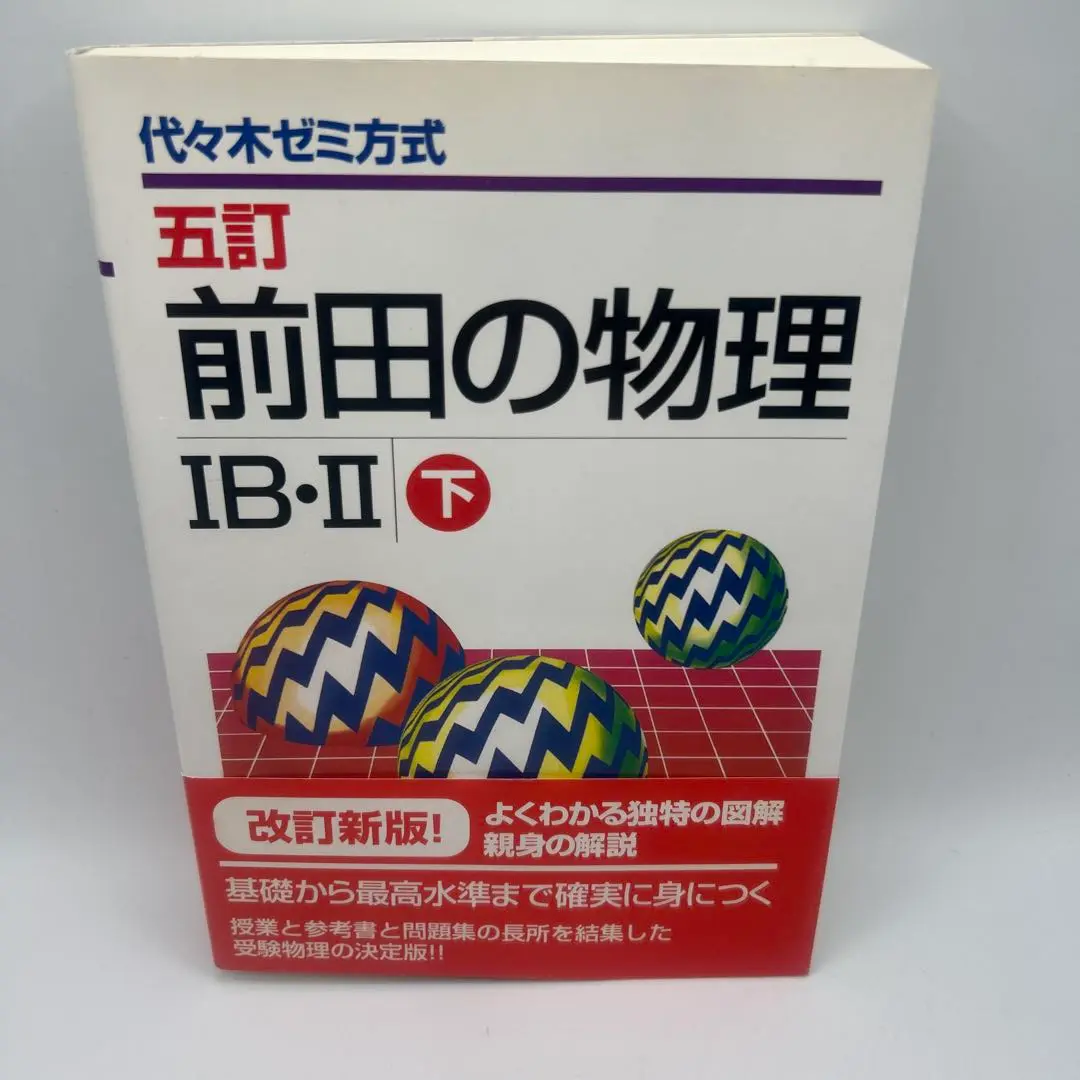 代々木ゼミ方式
五訂
前田の物理
IB・II 下
改訂新版!
よくわかる独特の図解
親身の解説
基礎から最高水準まで確実に身につく
授業と参考書と問題集の長所を結集した
受験物理の決定版!!